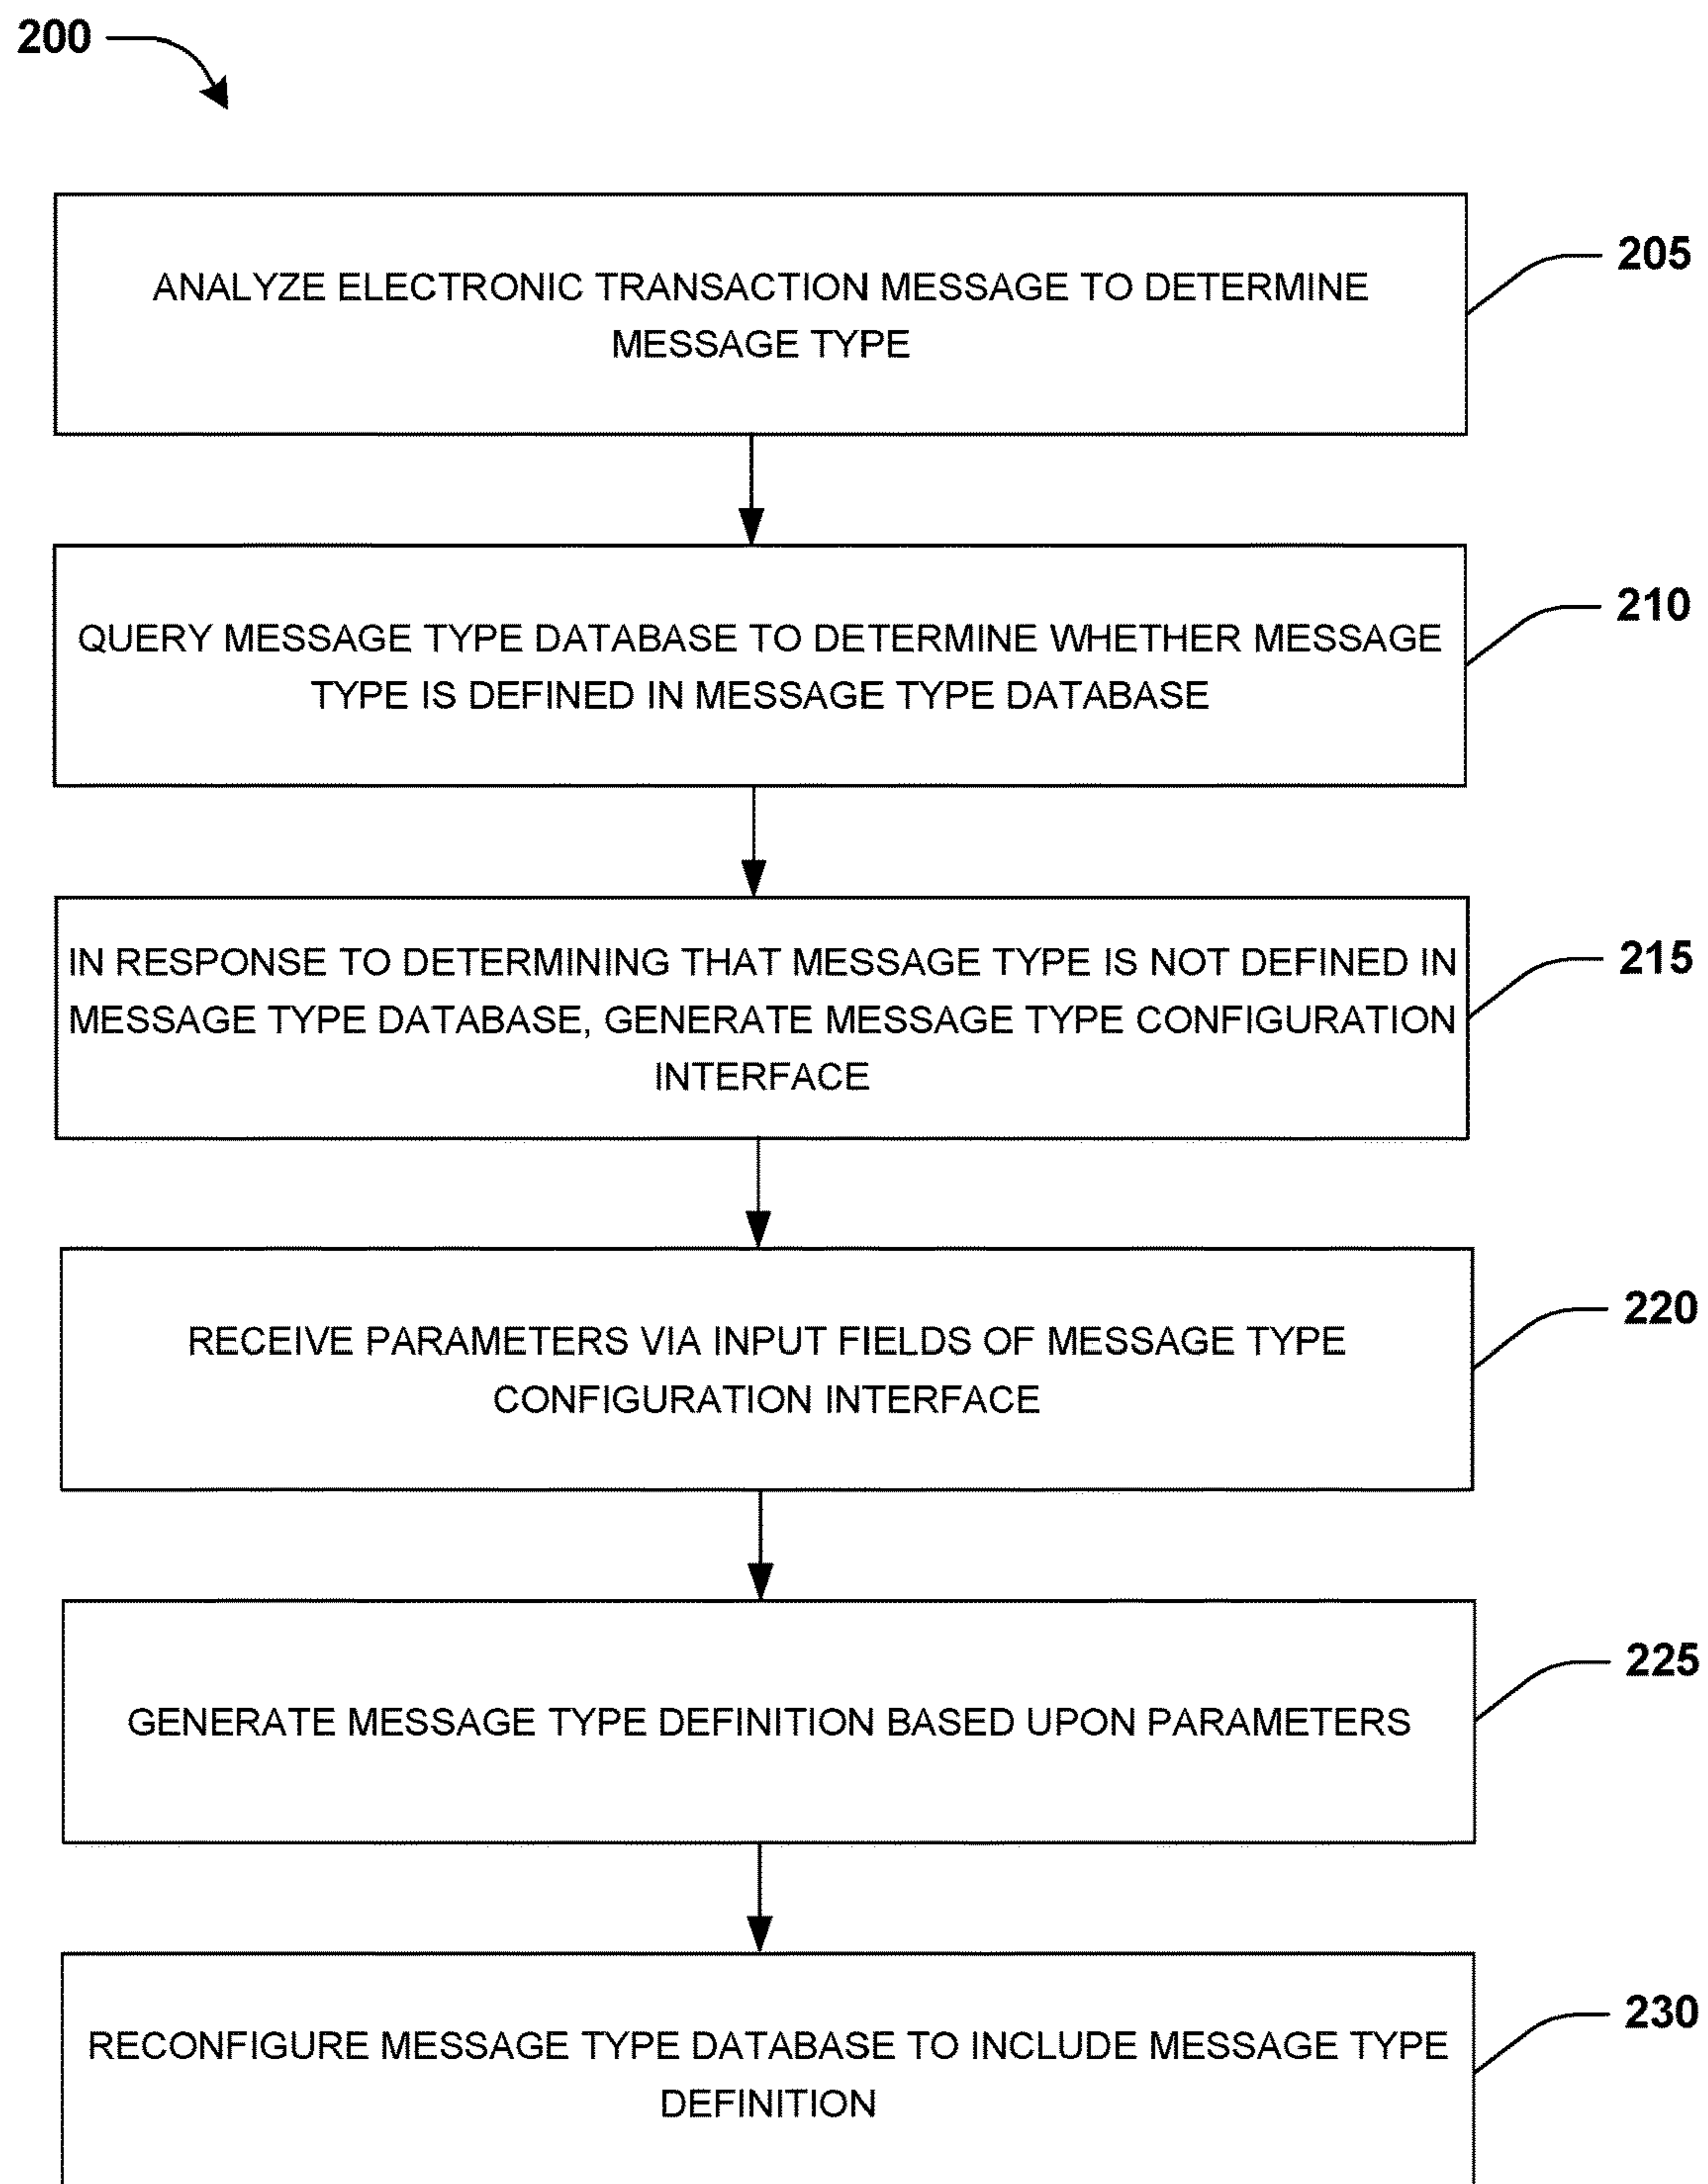 200
205
ANALYZE ELECTRONIC TRANSACTION MESSAGE TO DETERMINE
MESSAGE TYPE
210
QUERY MESSAGE TYPE DATABASE TO DETERMINE WHETHER MESSAGE
TYPE IS DEFINED IN MESSAGE TYPE DATABASE
215
IN RESPONSE TO DETERMINING THAT MESSAGE TYPE IS NOT DEFINED IN
MESSAGE TYPE DATABASE, GENERATE MESSAGE TYPE CONFIGURATION
INTERFACE
220
RECEIVE PARAMETERS VIA INPUT FIELDS OF MESSAGE TYPE
CONFIGURATION INTERFACE
225
GENERATE MESSAGE TYPE DEFINITION BASED UPON PARAMETERS
230
RECONFIGURE MESSAGE TYPE DATABASE TO INCLUDE MESSAGE TYPE
DEFINITION